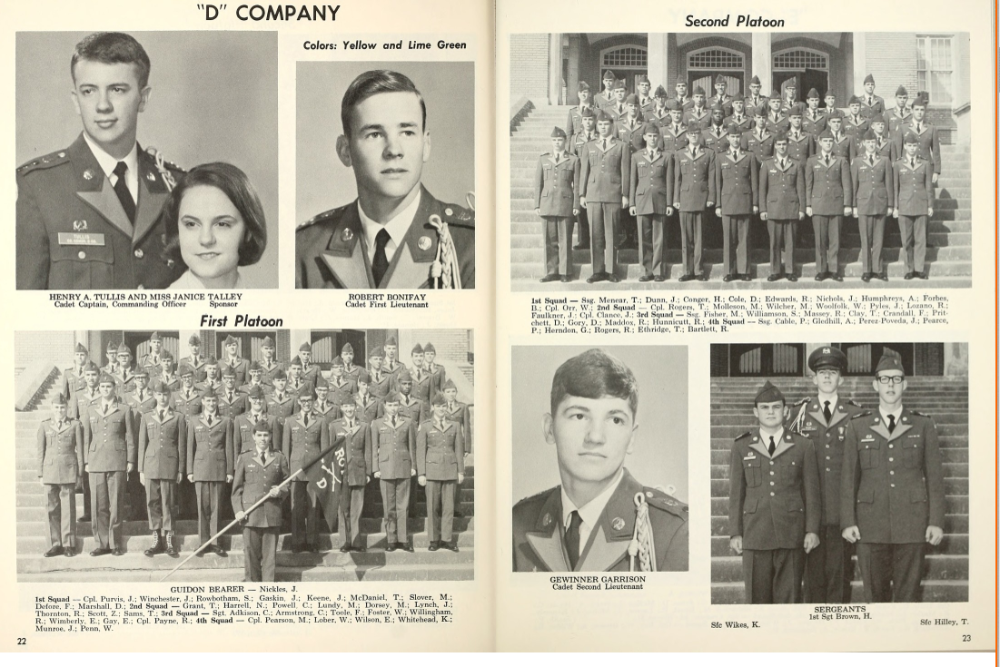 "D" COMPANY
Colors: Yellow and Lime Green
TULLIS
HENRY A. TULLIS AND MISS JANICE TALLEY
Cadet Captain, Commanding Officer Sponsor
ROBERT BONIFAY
Cadet First Lieutenant
First Platoon
RO
D
GUIDON BEARER — Nickles, J.
1st Squad — Cpl. Purvis, J.; Winchester, J.; Rowbotham, S.; Gaskin, J.; Keene, J.; McDaniel, T.; Slover, M.;
Defore, F.; Marshall, D.; 2nd Squad — Grant, T.; Harrell, N.; Powell, C.; Lundy, M.; Dorsey, M.; Lynch, J.;
Thornton, R.; Scott, Z.; Sams, T.; 3rd Squad — Sgt. Adkison, C.; Armstrong, C.; Toole, F.; Foster, W.; Willingham,
R.; Wimberly, E.; Gay, E.; Cpl. Payne, R.; 4th Squad — Cpl. Pearson, M.; Lober, W.; Wilson, E.; Whitehead, K.;
Munroe, J.; Penn, W.
22
Second Platoon
1st Squad — Ssg. Menear, T.; Dunn, J.; Conger, H.; Cole, D.; Edwards, R.; Nichols, J.; Humphreys, A.; Forbes,
B.; Cpl. Orr, W.; 2nd Squad — Cpl. Rogers, T.; Molleson, M.; Wilcher, M.; Woolfolk, W.; Pyles, J.; Lozano, R.;
Faulkner, J.; Cpl. Clance, J.; 3rd Squad — Ssg. Fisher, M.; Williamson, S.; Massey, R.; Clay, T.; Crandall, F.; Prit-
chett, D.; Gory, D.; Maddox, R.; Hunnicutt, R.; 4th Squad — Ssg. Cable, P.; Gledhill, A.; Perez-Poveda, J.; Pearce,
P.; Herndon, G.; Rogers, R.; Ethridge, T.; Bartlett, R.
GEWINNER GARRISON
Cadet Second Lieutenant
SERGEANTS
1st Sgt Brown, H.
Sfc Wikes, K.
Sfc Hilley, T.
23